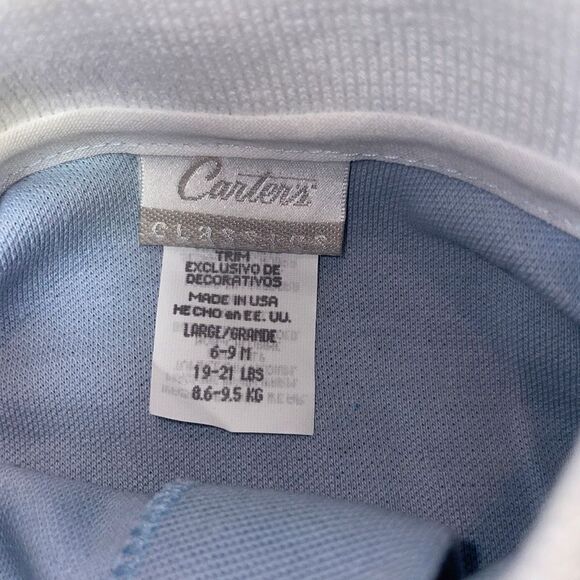 Carter's
CLASSICS
TRIM
EXCLUSIVO DE
DECORATIVOS
MADE IN USA
HECHO en EE. UU.
LARGE/GRANDE
6-9 M
19-21 LBS
8.6-9.5 KG